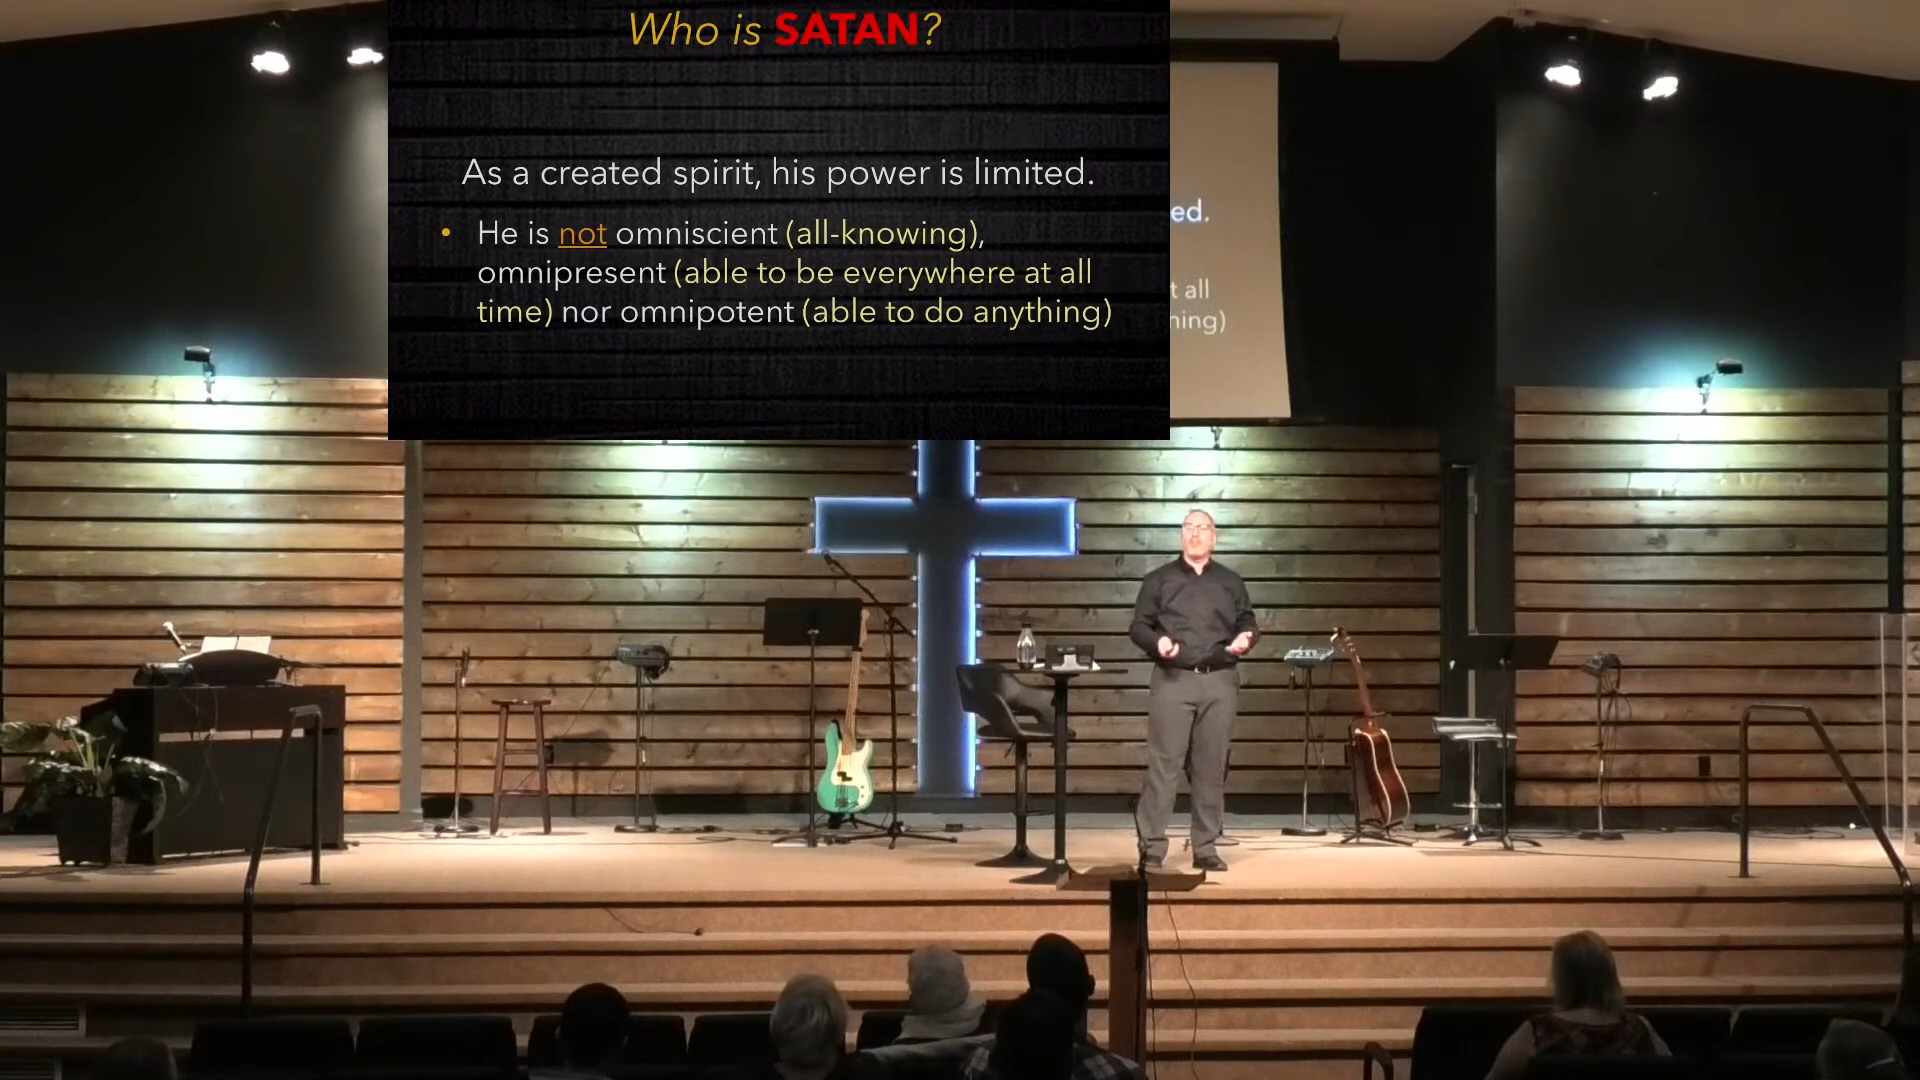 Who is SATAN?
As a created spirit, his power is limited.
• He is not omniscient (all-knowing),
omnipresent (able to be everywhere at all
time) nor omnipotent (able to do anything)
ed.
t all
hing)